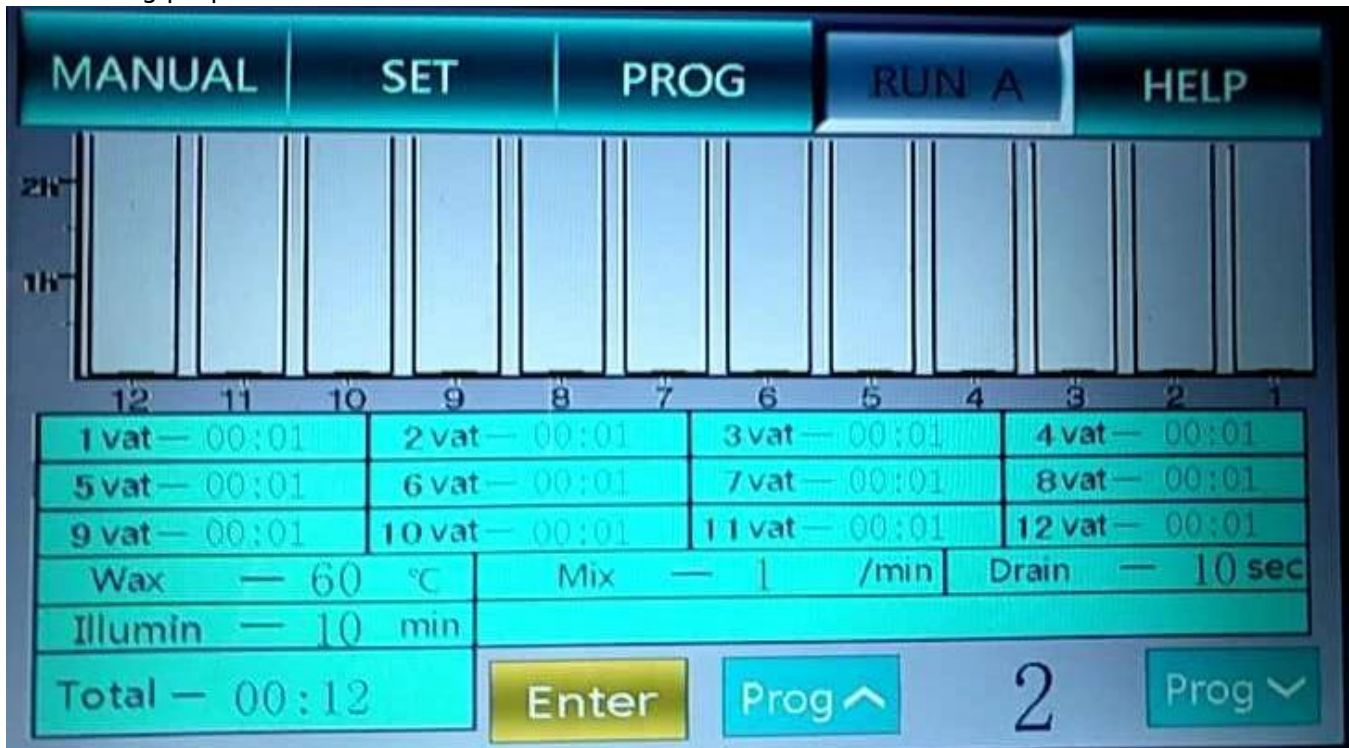 MANUAL SET PROG RUN A HELP
2H
1H
12 11 10 9 8 7 6 5 4 3 2 1
1 vat — 00:01 2 vat — 00:01 3 vat — 00:01 4 vat — 00:01
5 vat — 00:01 6 vat — 00:01 7 vat — 00:01 8 vat — 00:01
9 vat — 00:01 10 vat — 00:01 11 vat — 00:01 12 vat — 00:01
Wax — 60 ℃ Mix — 1 /min Drain — 10 sec
Illumin — 10 min
Total — 00:12 Enter Prog 2 Prog